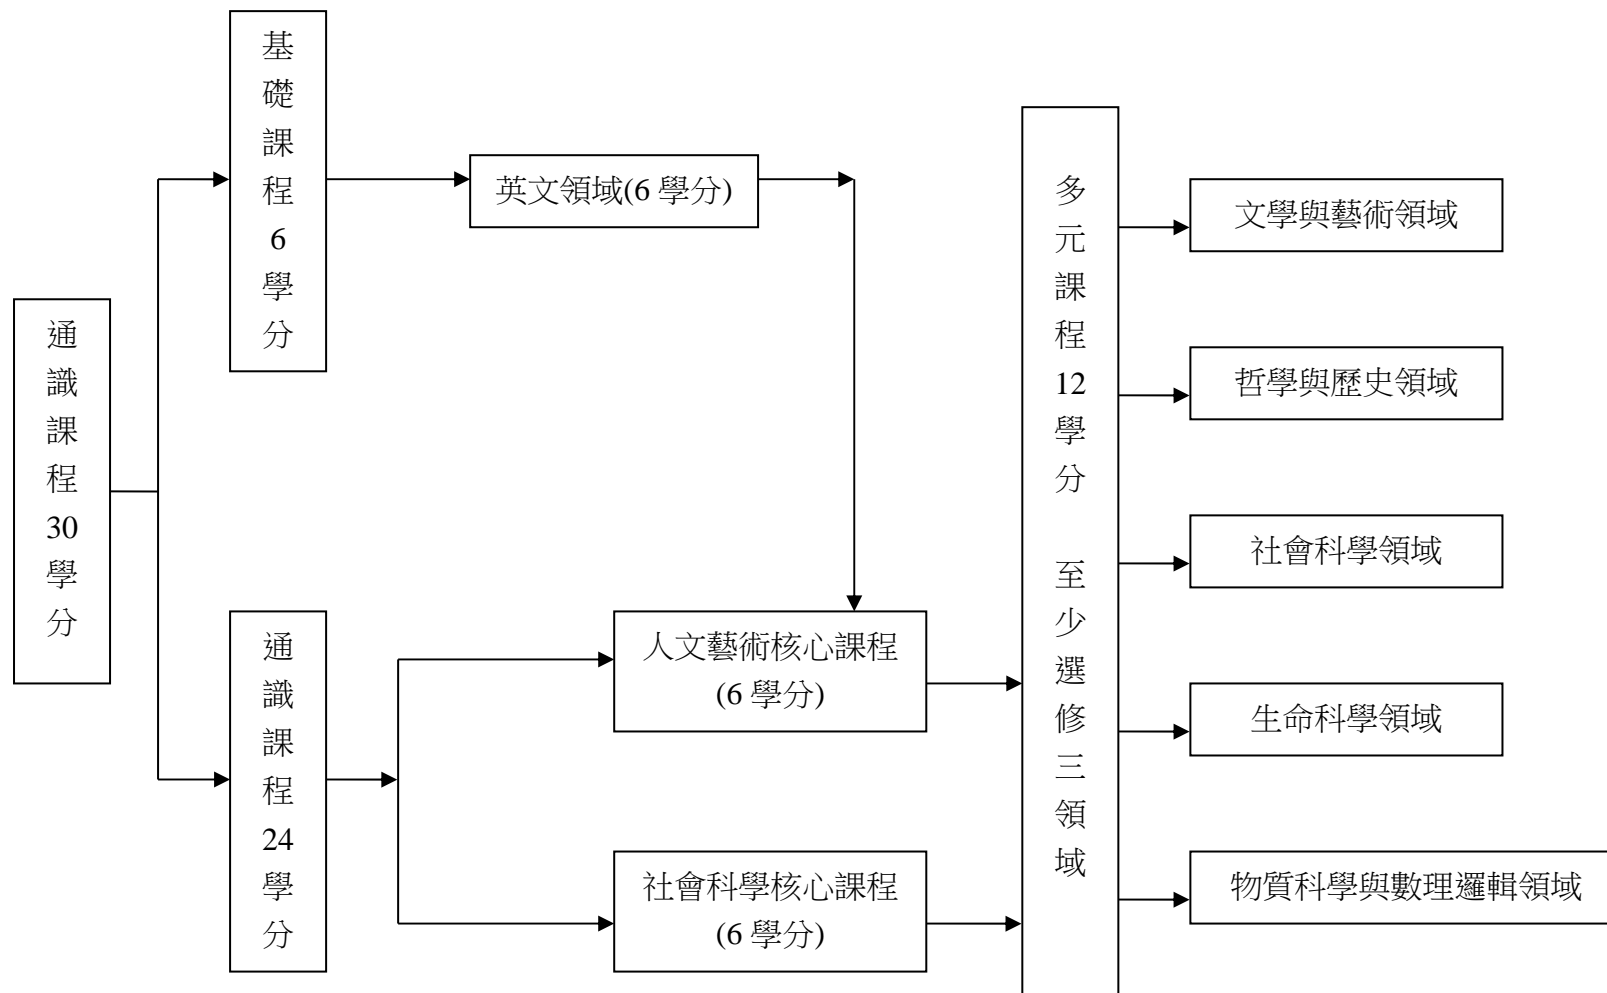 通識課程30學分
基礎課程6學分
英文領域(6 學分)
通識課程24學分
人文藝術核心課程
(6 學分)
社會科學核心課程
(6 學分)
多元課程12學分 至少選修三領域
文學與藝術領域
哲學與歷史領域
社會科學領域
生命科學領域
物質科學與數理邏輯領域